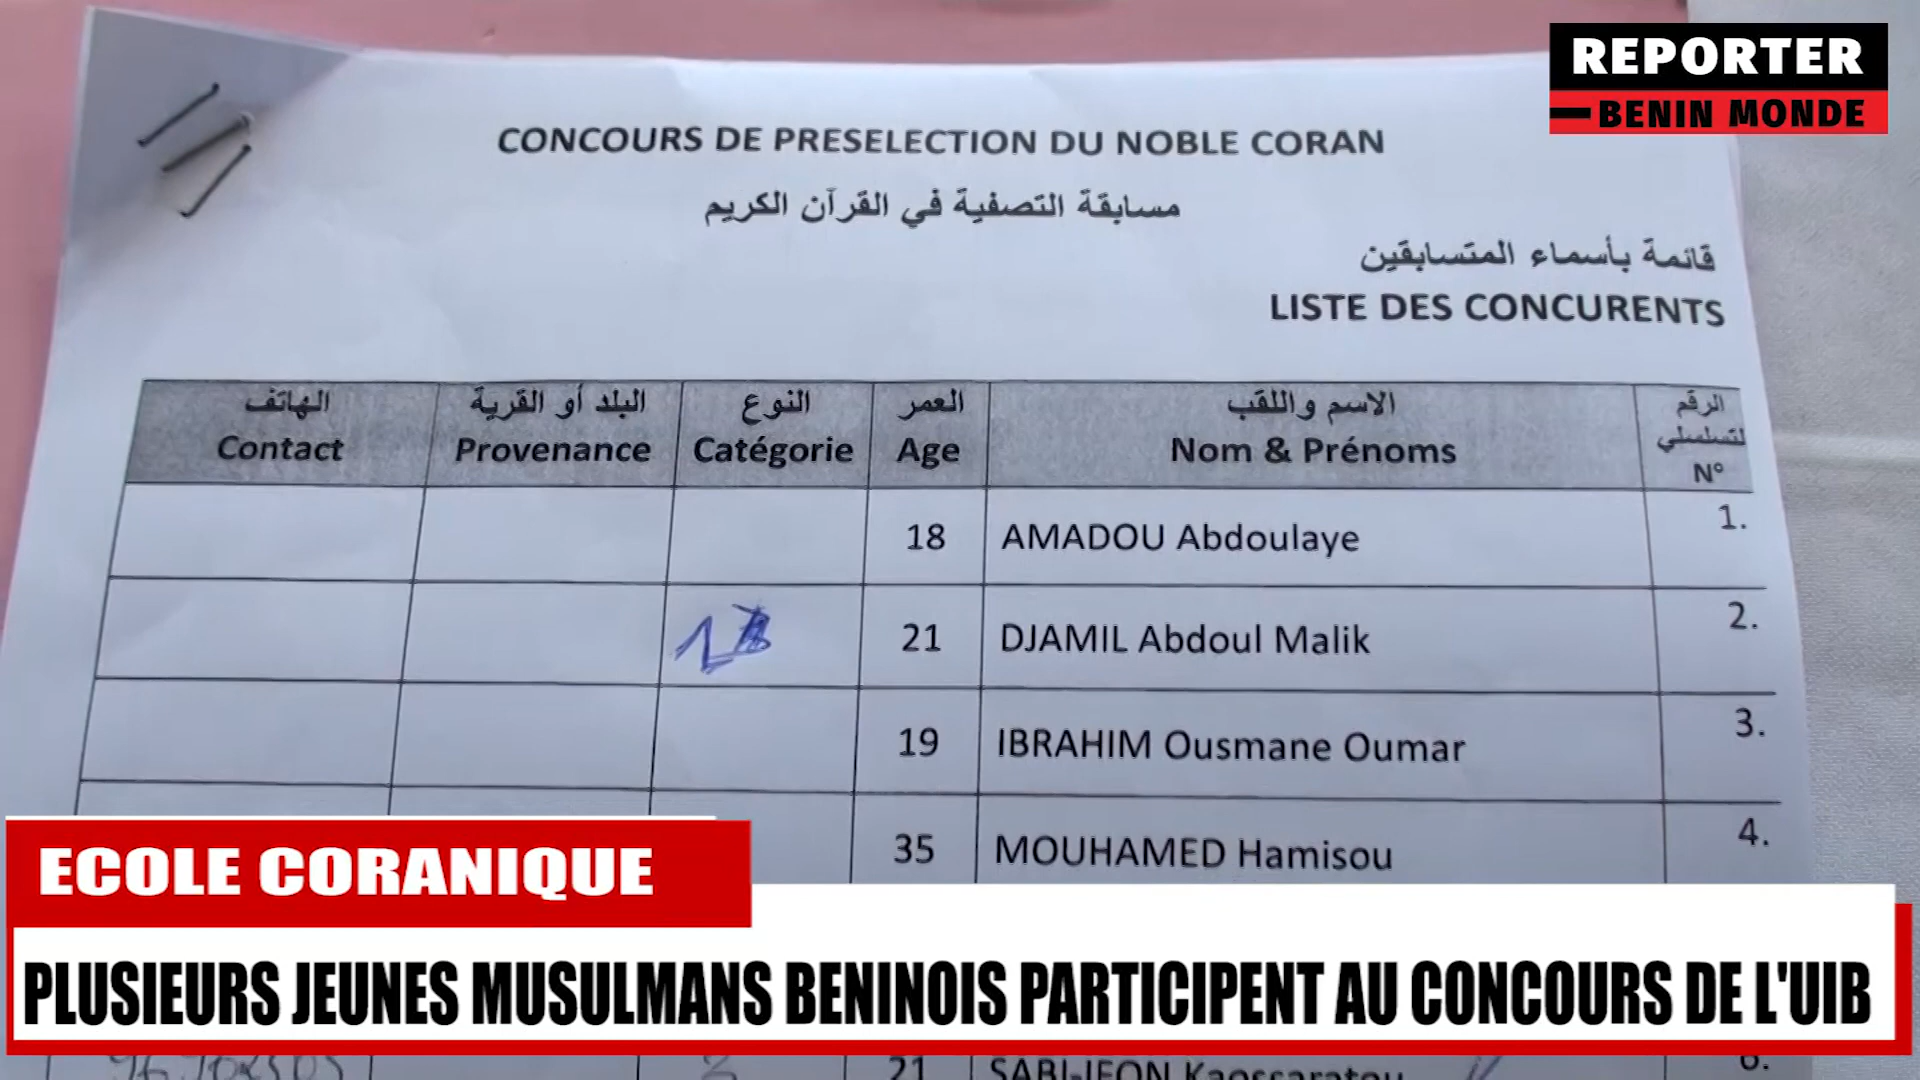 REPORTER
BENIN MONDE
CONCOURS DE PRESELECTION DU NOBLE CORAN
مسابقة التصفية في القرآن الكريم
قائمة بأسماء المتسابقين
LISTE DES CONCURENTS
الهاتف البلد أو القرية النوع العمر الاسم واللقب الرقم
لتسلسلي
Contact Provenance Catégorie Age Nom & Prénoms N°
18 AMADOU Abdoulaye 1.
21 DJAMIL Abdoul Malik 2.
19 IBRAHIM Ousmane Oumar 3.
35 MOUHAMED Hamisou 4.
ECOLE CORANIQUE
PLUSIEURS JEUNES MUSULMANS BENINOIS PARTICIPENT AU CONCOURS DE L'UIB
21 Kaossaratou 6.